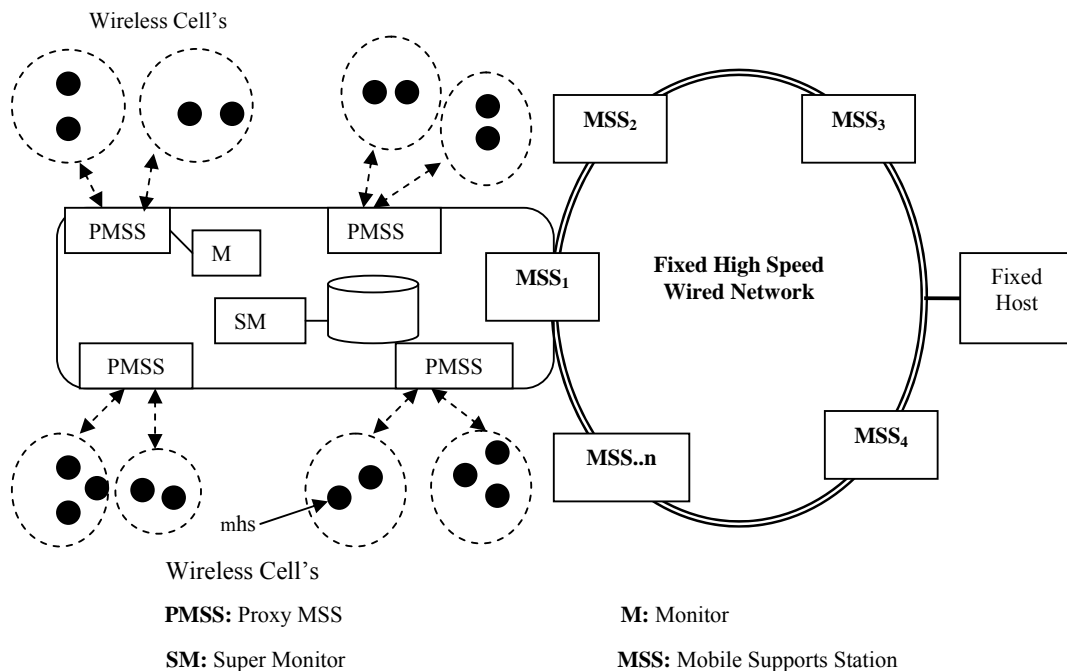 Wireless Cell's
MSS₂
MSS₃
PMSS
PMSS
M
MSS₁
Fixed High Speed
Wired Network
Fixed
Host
SM
PMSS
PMSS
MSS₄
MSS..n
mhs
Wireless Cell's
PMSS: Proxy MSS
M: Monitor
SM: Super Monitor
MSS: Mobile Supports Station